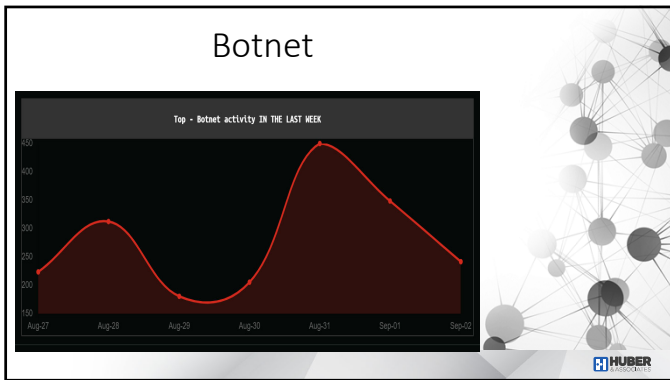 Botnet
Top - Botnet activity IN THE LAST WEEK
450
400
350
300
250
200
150
Aug-27 Aug-28 Aug-29 Aug-30 Aug-31 Sep-01 Sep-02
HUBER
& ASSOCIATES